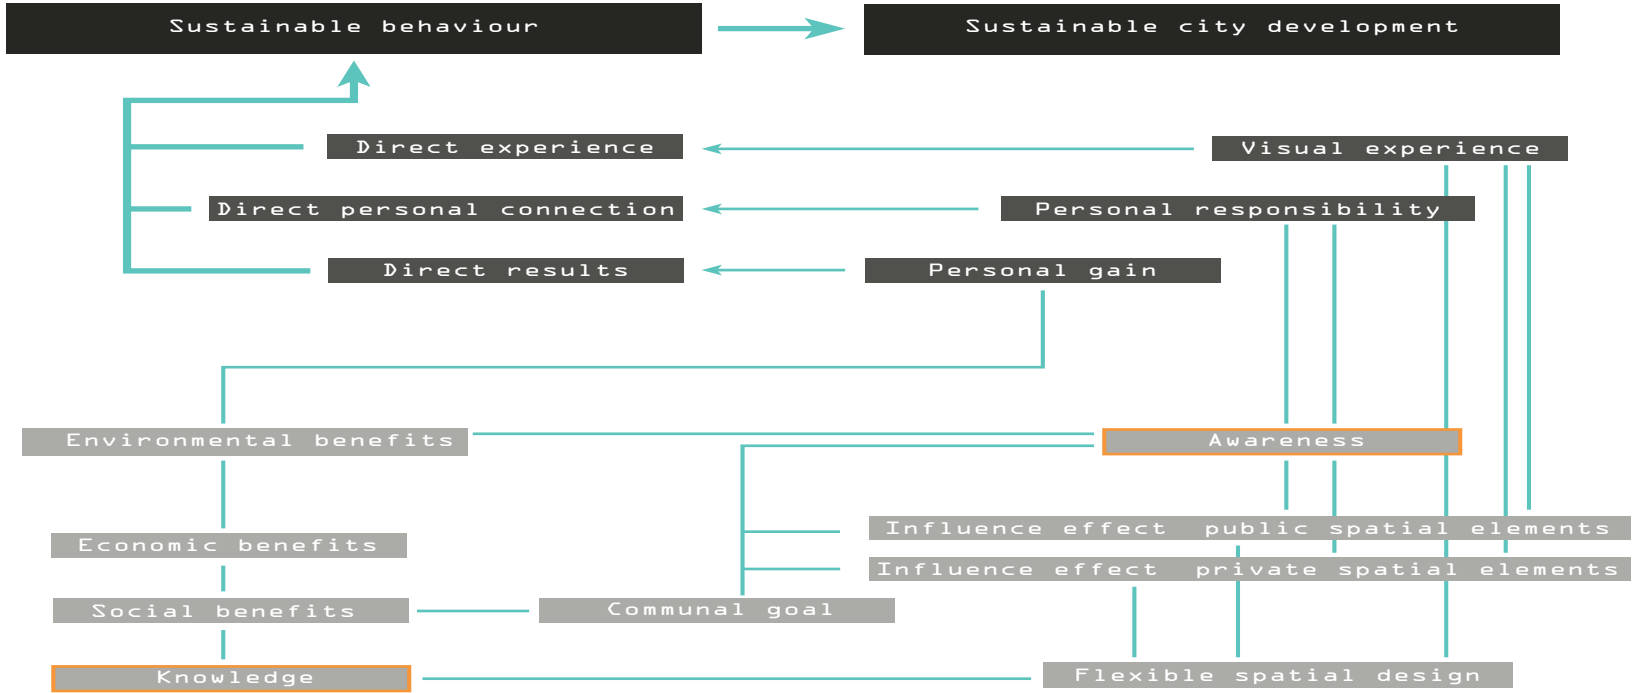 Sustainable behaviour
Sustainable city development
Direct experience
Visual experience
Direct personal connection
Personal responsibility
Direct results
Personal gain
Environmental benefits
Awareness
Influence effect public spatial elements
Economic benefits
Influence effect private spatial elements
Social benefits
Communal goal
Knowledge
Flexible spatial design